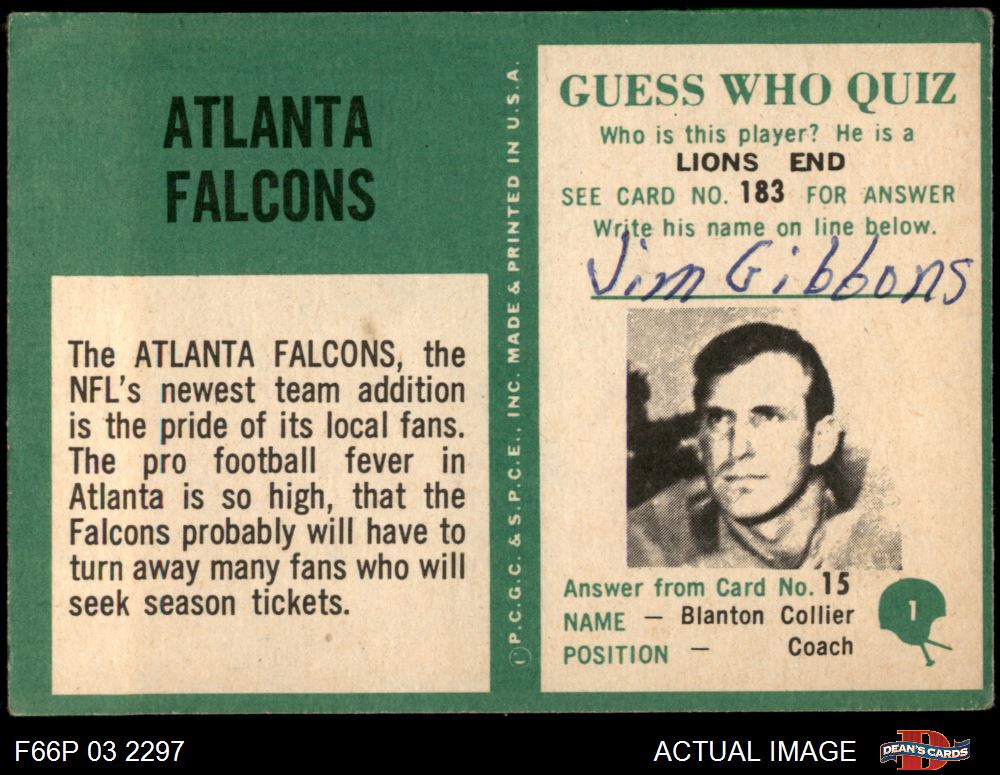 ATLANTA
FALCONS
The ATLANTA FALCONS, the
NFL's newest team addition
is the pride of its local fans.
The pro football fever in
Atlanta is so high, that the
Falcons probably will have to
turn away many fans who will
seek season tickets.
©P.C.G.C. & S.P.C.E., INC. MADE & PRINTED IN U.S.A.
GUESS WHO QUIZ
Who is this player? He is a
LIONS END
SEE CARD NO. 183 FOR ANSWER
Write his name on line below.
Jim Gibbons
Answer from Card No. 15
NAME — Blanton Collier
POSITION — Coach
1
F66P 03 2297
ACTUAL IMAGE
D
DEAN'S CARDS